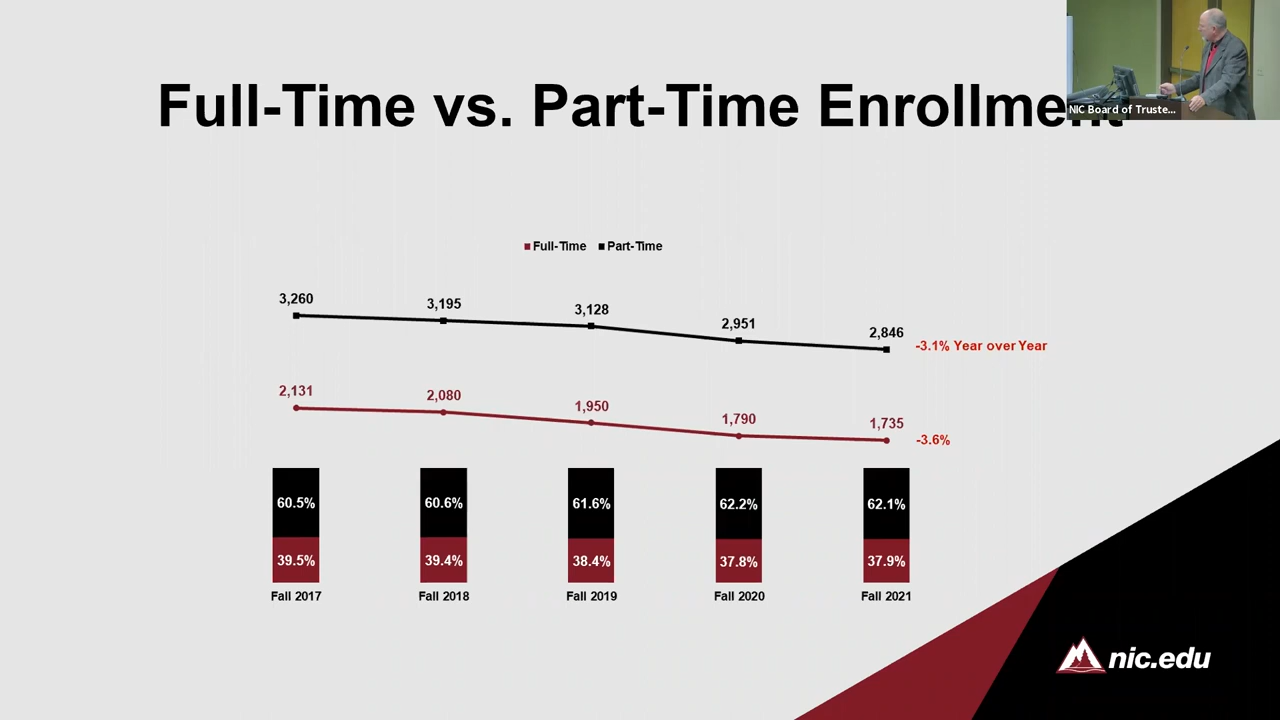 Full-Time vs. Part-Time Enrollment
NIC Board of Truste...
Full-Time Part-Time
3,260 3,195 3,128 2,951 2,846
-3.1% Year over Year
2,131 2,080 1,950 1,790 1,735
-3.6%
60.5% 60.6% 61.6% 62.2% 62.1%
39.5% 39.4% 38.4% 37.8% 37.9%
Fall 2017 Fall 2018 Fall 2019 Fall 2020 Fall 2021
nic.edu